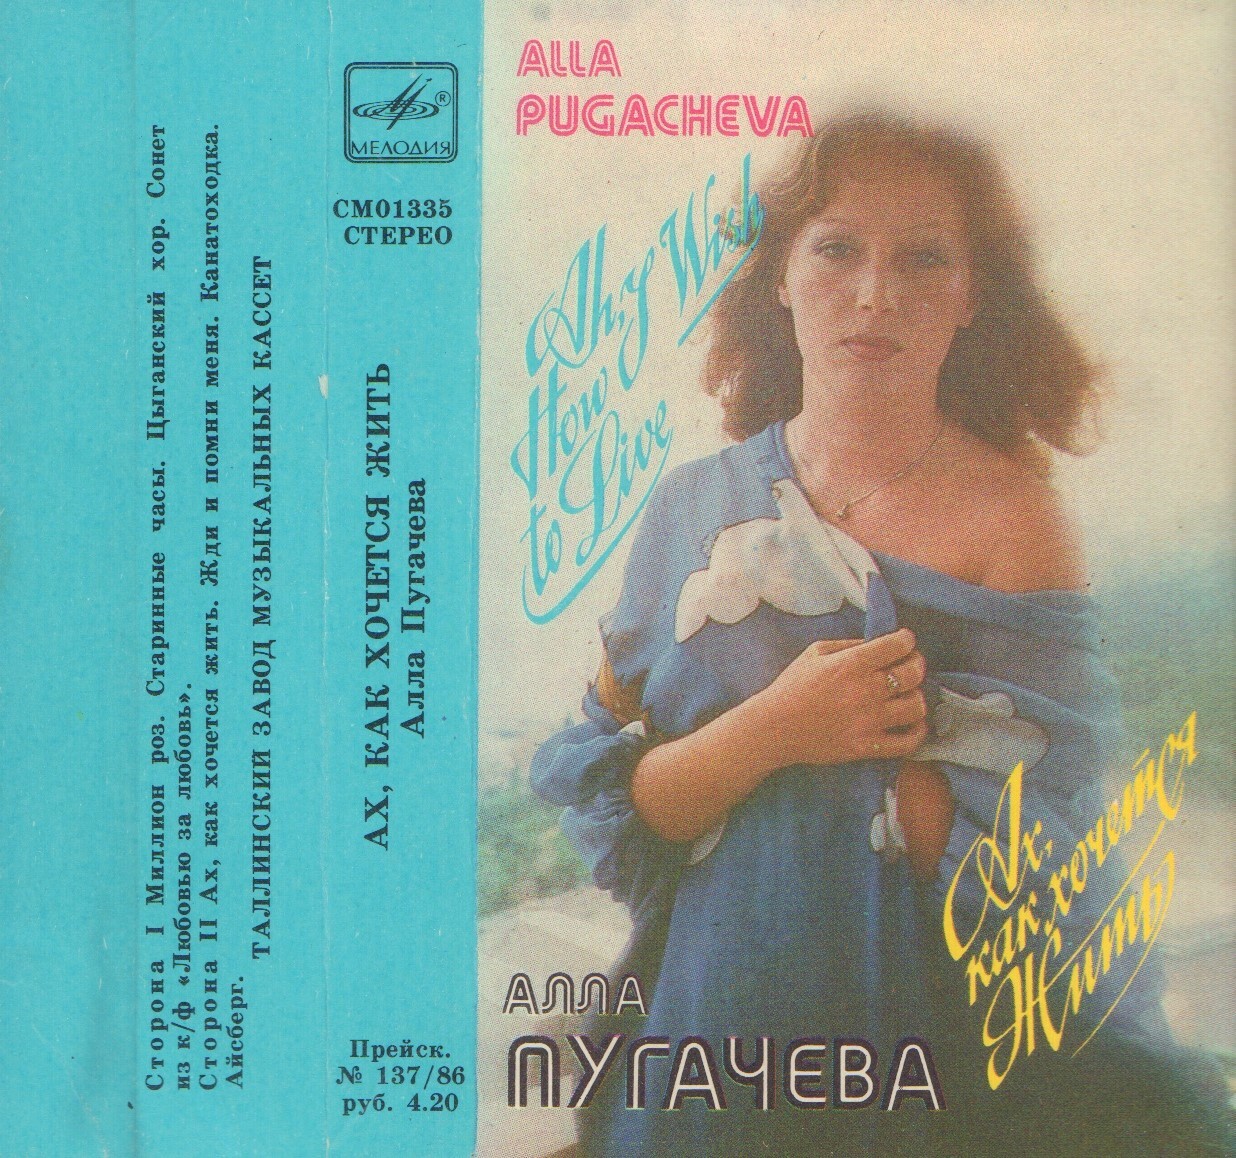 Сторона I Миллион роз. Старинные часы. Цыганский хор. Сонет
из к/ф «Любовью за любовь».
Сторона II Ах, как хочется жить. Жди и помни меня. Канатоходка.
Айсберг.
ТАЛЛИНСКИЙ ЗАВОД МУЗЫКАЛЬНЫХ КАССЕТ
МЕЛОДИЯ ®
СМ01335
СТЕРЕО
АХ, КАК ХОЧЕТСЯ ЖИТЬ
Алла Пугачева
Прейск.
№ 137/86
руб. 4.20
ALLA
PUGACHEVA
Ah, I Wish
How
to Live
Ах,
как хочется
Жить
АЛЛА
ПУГАЧЕВА